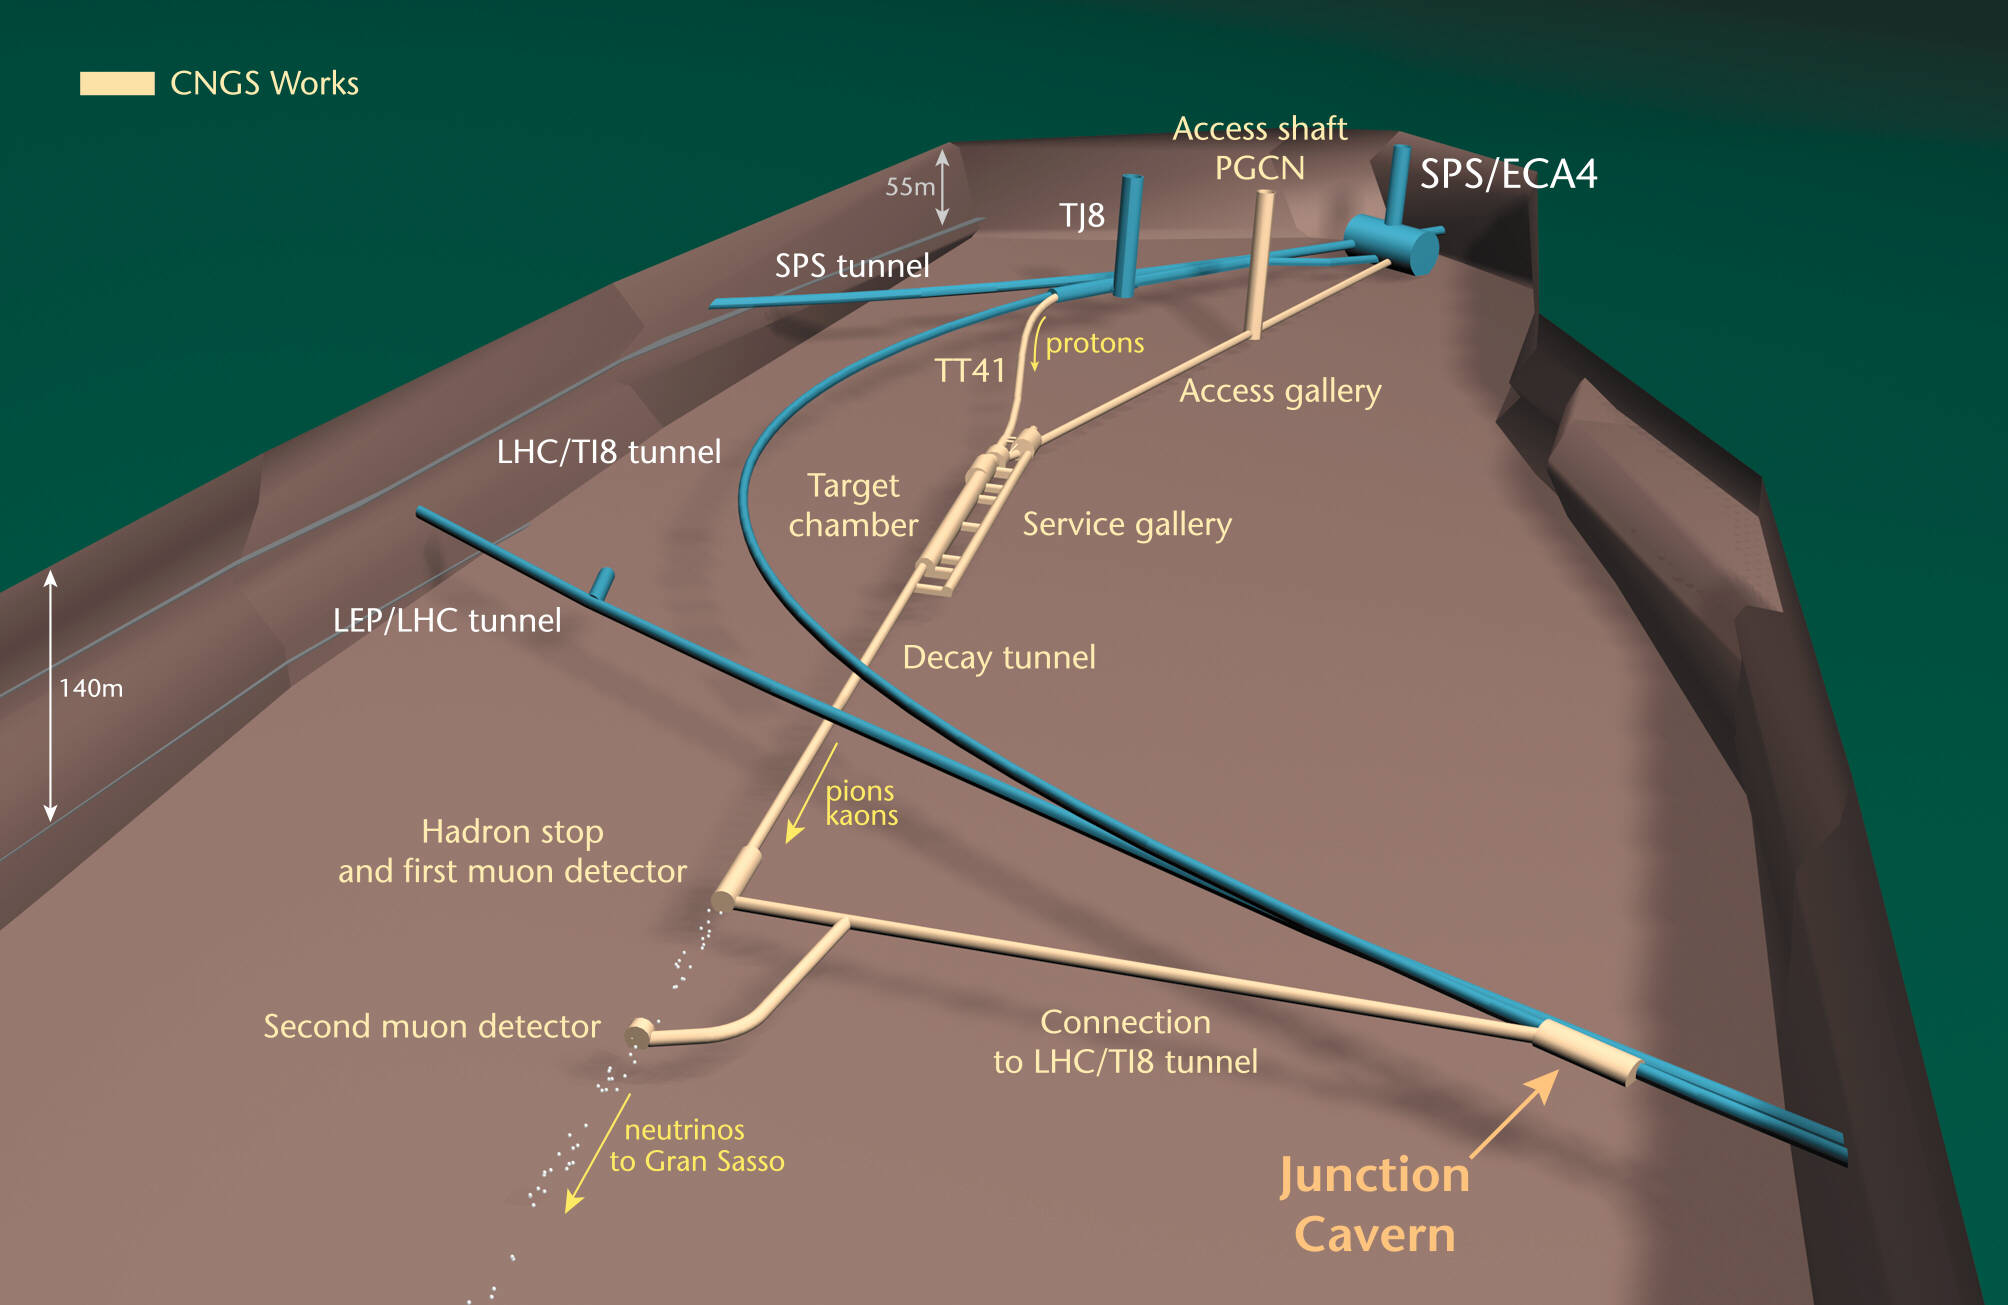 CNGS Works
Access shaft
PGCN
SPS/ECA4
55m
TJ8
SPS tunnel
protons
TT41
Access gallery
LHC/TI8 tunnel
Target
chamber
Service gallery
LEP/LHC tunnel
Decay tunnel
140m
pions
kaons
Hadron stop
and first muon detector
Second muon detector
Connection
to LHC/TI8 tunnel
neutrinos
to Gran Sasso
Junction
Cavern